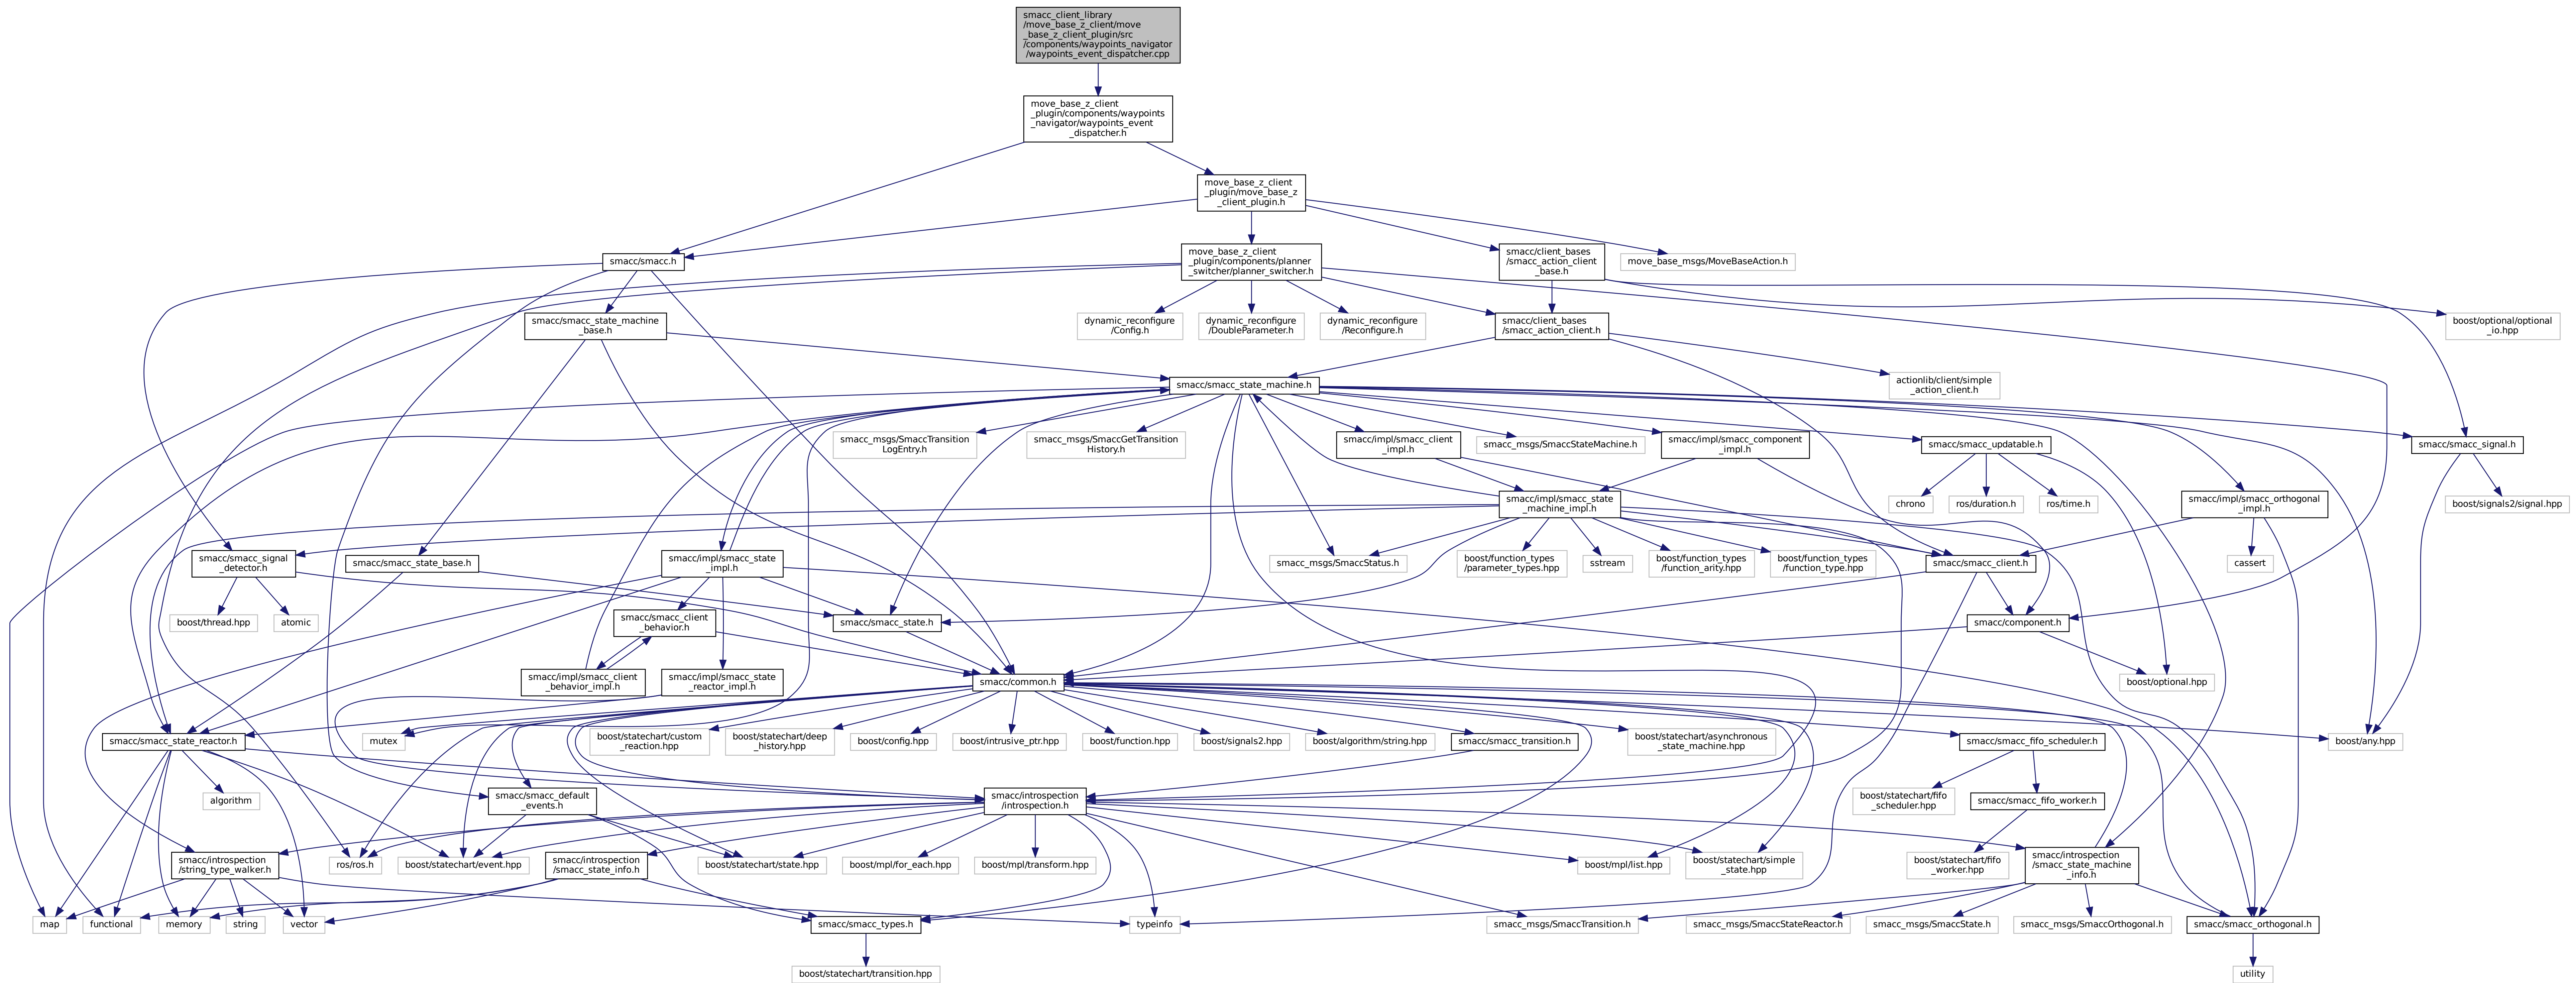 smacc_client_library
/move_base_z_client/move
_base_z_client_plugin/src
/components/waypoints_navigator
/waypoints_event_dispatcher.cpp
move_base_z_client
_plugin/components/waypoints
_navigator/waypoints_event
_dispatcher.h
move_base_z_client
_plugin/move_base_z
_client_plugin.h
smacc/smacc.h
move_base_z_client
_plugin/components/planner
_switcher/planner_switcher.h
smacc/client_bases
/smacc_action_client
_base.h
move_base_msgs/MoveBaseAction.h
smacc/smacc_state_machine
_base.h
dynamic_reconfigure
/Config.h
dynamic_reconfigure
/DoubleParameter.h
dynamic_reconfigure
/Reconfigure.h
smacc/client_bases
/smacc_action_client.h
boost/optional/optional
_io.hpp
smacc/smacc_state_machine.h
actionlib/client/simple
_action_client.h
smacc_msgs/SmaccTransition
LogEntry.h
smacc_msgs/SmaccGetTransition
History.h
smacc/impl/smacc_client
_impl.h
smacc_msgs/SmaccStateMachine.h
smacc/impl/smacc_component
_impl.h
smacc/smacc_updatable.h
smacc/smacc_signal.h
smacc/impl/smacc_state
_machine_impl.h
chrono
ros/duration.h
ros/time.h
smacc/impl/smacc_orthogonal
_impl.h
boost/signals2/signal.hpp
smacc/smacc_signal
_detector.h
smacc/smacc_state_base.h
smacc/impl/smacc_state
_impl.h
smacc_msgs/SmaccStatus.h
boost/function_types
/parameter_types.hpp
sstream
boost/function_types
/function_arity.hpp
boost/function_types
/function_type.hpp
smacc/smacc_client.h
cassert
boost/thread.hpp
atomic
smacc/smacc_client
_behavior.h
smacc/smacc_state.h
smacc/component.h
smacc/impl/smacc_client
_behavior_impl.h
smacc/impl/smacc_state
_reactor_impl.h
smacc/common.h
boost/optional.hpp
smacc/smacc_state_reactor.h
mutex
boost/statechart/custom
_reaction.hpp
boost/statechart/deep
_history.hpp
boost/config.hpp
boost/intrusive_ptr.hpp
boost/function.hpp
boost/signals2.hpp
boost/algorithm/string.hpp
smacc/smacc_transition.h
boost/statechart/asynchronous
_state_machine.hpp
smacc/smacc_fifo_scheduler.h
boost/any.hpp
algorithm
smacc/smacc_default
_events.h
smacc/introspection
/introspection.h
boost/statechart/fifo
_scheduler.hpp
smacc/smacc_fifo_worker.h
smacc/introspection
/string_type_walker.h
ros/ros.h
boost/statechart/event.hpp
smacc/introspection
/smacc_state_info.h
boost/statechart/state.hpp
boost/mpl/for_each.hpp
boost/mpl/transform.hpp
boost/mpl/list.hpp
boost/statechart/simple
_state.hpp
boost/statechart/fifo
_worker.hpp
smacc/introspection
/smacc_state_machine
_info.h
map
functional
memory
string
vector
smacc/smacc_types.h
typeinfo
smacc_msgs/SmaccTransition.h
smacc_msgs/SmaccStateReactor.h
smacc_msgs/SmaccState.h
smacc_msgs/SmaccOrthogonal.h
smacc/smacc_orthogonal.h
boost/statechart/transition.hpp
utility